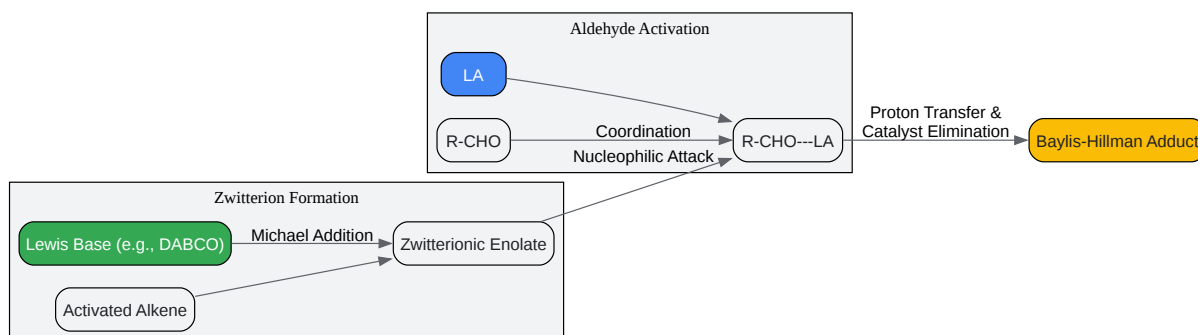 Aldehyde Activation
LA
R-CHO
Coordination
Nucleophilic Attack
R-CHO---LA
Proton Transfer &
Catalyst Elimination
Baylis-Hillman Adduct
Zwitterion Formation
Lewis Base (e.g., DABCO)
Michael Addition
Zwitterionic Enolate
Activated Alkene